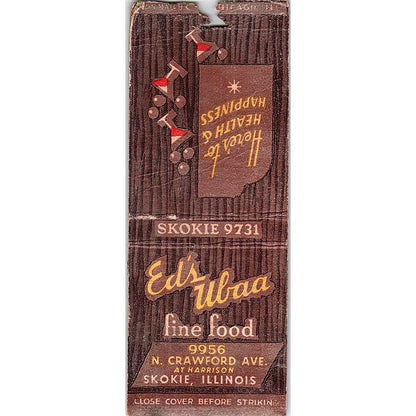 Here's to
HEALTH &
HAPPINESS
SKOKIE 9731
Ed's
Ubaa
fine food
9956
N. CRAWFORD AVE.
AT HARRISON
SKOKIE, ILLINOIS
CLOSE COVER BEFORE STRIKIN